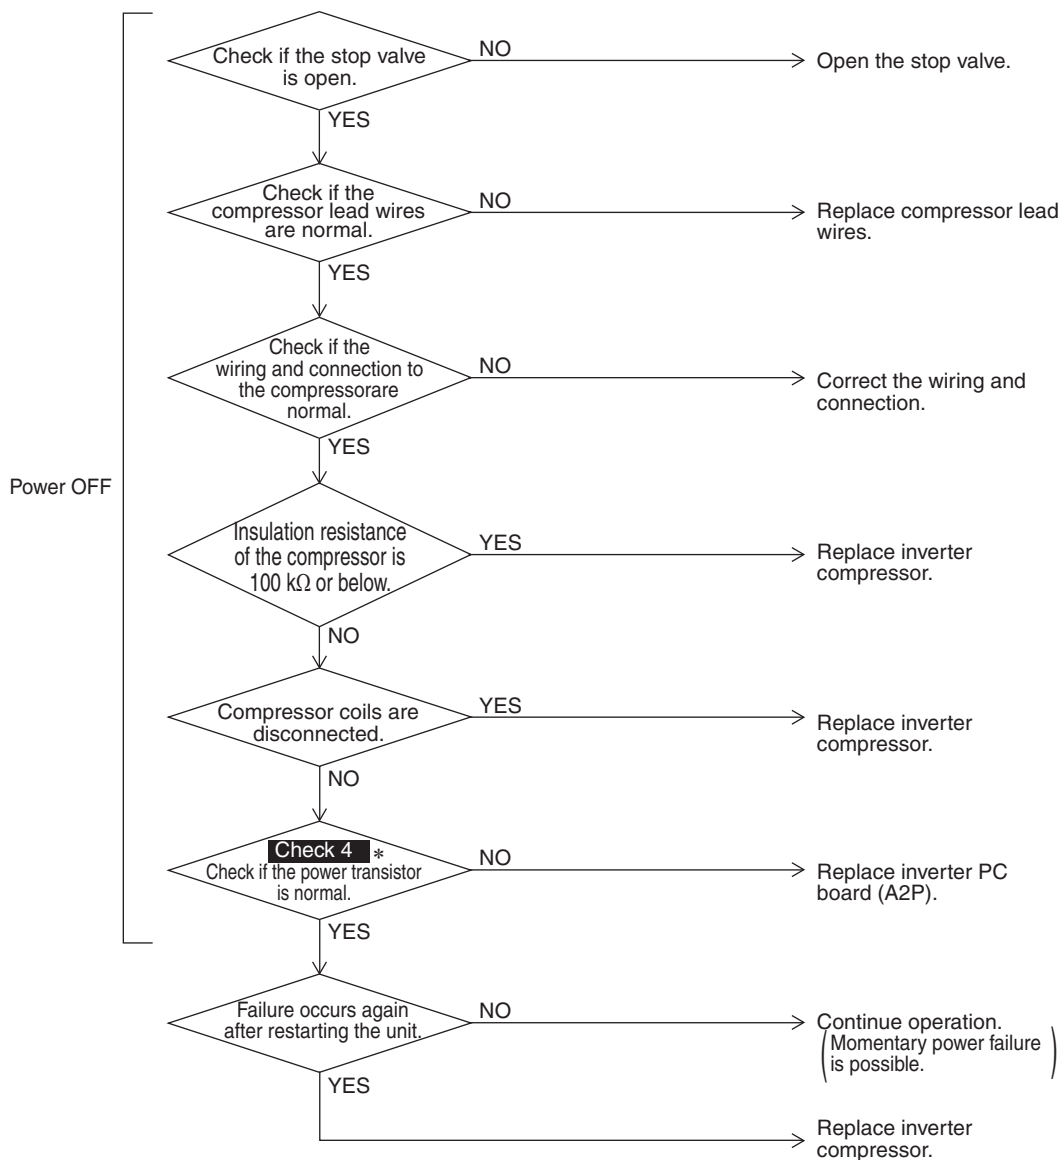 Check if the stop valve
is open.
NO
Open the stop valve.
YES
Check if the
compressor lead wires
are normal.
NO
Replace compressor lead
wires.
YES
Check if the
wiring and connection to
the compressorare
normal.
NO
Correct the wiring and
connection.
YES
Power OFF
Insulation resistance
of the compressor is
100 kΩ or below.
YES
Replace inverter
compressor.
NO
Compressor coils are
disconnected.
YES
Replace inverter
compressor.
NO
Check 4 *
Check if the power transistor
is normal.
NO
Replace inverter PC
board (A2P).
YES
Failure occurs again
after restarting the unit.
NO
Continue operation.
(Momentary power failure
is possible.)
YES
Replace inverter
compressor.